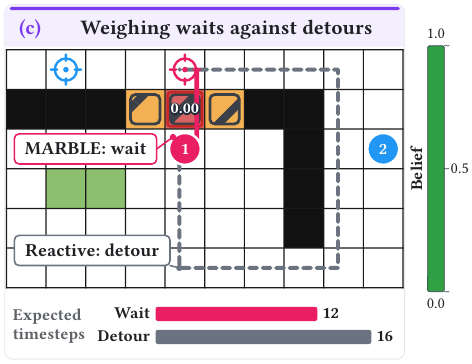 (c) Weighing waits against detours
1.0
0.00
MARBLE: wait
1
2
Belief
0.5
Reactive: detour
0.0
Expected
timesteps
Wait 12
Detour 16